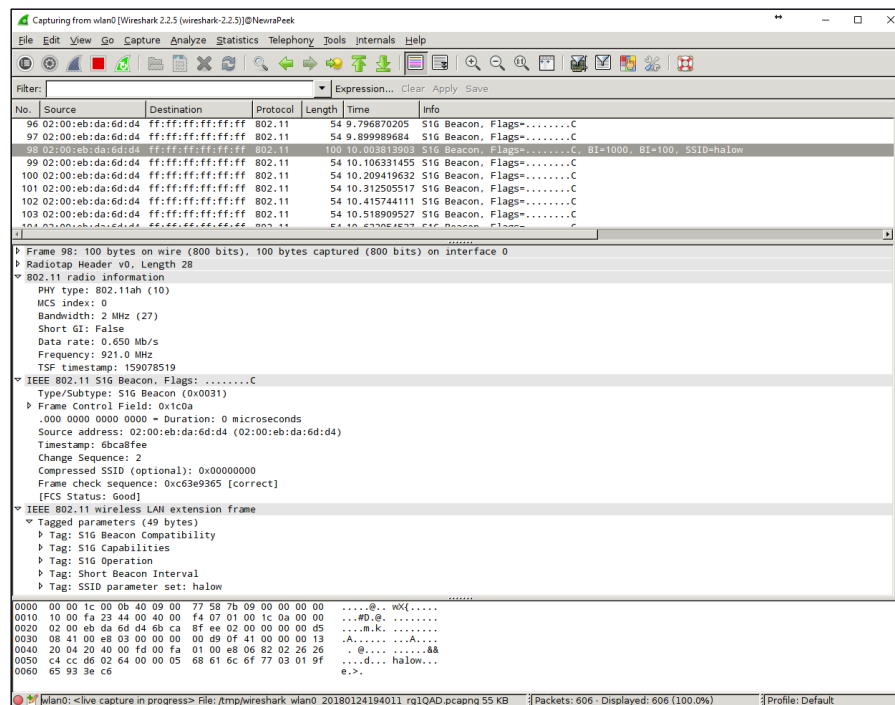 Capturing from wlan0 [Wireshark 2.2.5 (wireshark-2.2.5)]@NewraPeek
File Edit View Go Capture Analyze Statistics Telephony Tools Internals Help
Filter: Expression... Clear Apply Save
No. Source Destination Protocol Length Time Info
96 02:00:eb:da:6d:d4 ff:ff:ff:ff:ff:ff 802.11 54 9.796870205 S1G Beacon, Flags=........C
97 02:00:eb:da:6d:d4 ff:ff:ff:ff:ff:ff 802.11 54 9.899989684 S1G Beacon, Flags=........C
98 02:00:eb:da:6d:d4 ff:ff:ff:ff:ff:ff 802.11 100 10.003813903 S1G Beacon, Flags=........C, BI=1000, BI=100, SSID=halow
99 02:00:eb:da:6d:d4 ff:ff:ff:ff:ff:ff 802.11 54 10.106331455 S1G Beacon, Flags=........C
100 02:00:eb:da:6d:d4 ff:ff:ff:ff:ff:ff 802.11 54 10.209419632 S1G Beacon, Flags=........C
101 02:00:eb:da:6d:d4 ff:ff:ff:ff:ff:ff 802.11 54 10.312505517 S1G Beacon, Flags=........C
102 02:00:eb:da:6d:d4 ff:ff:ff:ff:ff:ff 802.11 54 10.415744111 S1G Beacon, Flags=........C
103 02:00:eb:da:6d:d4 ff:ff:ff:ff:ff:ff 802.11 54 10.518909527 S1G Beacon, Flags=........C
Frame 98: 100 bytes on wire (800 bits), 100 bytes captured (800 bits) on interface 0
Radiotap Header v0, Length 28
802.11 radio information
PHY type: 802.11ah (10)
MCS index: 0
Bandwidth: 2 MHz (27)
Short GI: False
Data rate: 0.650 Mb/s
Frequency: 921.0 MHz
TSF timestamp: 159078519
IEEE 802.11 S1G Beacon, Flags: ........C
Type/Subtype: S1G Beacon (0x0031)
Frame Control Field: 0x1c0a
.000 0000 0000 0000 = Duration: 0 microseconds
Source address: 02:00:eb:da:6d:d4 (02:00:eb:da:6d:d4)
Timestamp: 6bca8fee
Change Sequence: 2
Compressed SSID (optional): 0x00000000
Frame check sequence: 0xc63e9365 [correct]
[FCS Status: Good]
IEEE 802.11 wireless LAN extension frame
Tagged parameters (49 bytes)
Tag: S1G Beacon Compatibility
Tag: S1G Capabilities
Tag: S1G Operation
Tag: Short Beacon Interval
Tag: SSID parameter set: halow
0000 00 00 1c 00 0b 40 09 00 77 58 7b 09 00 00 00 00 .....@.. wX{.....
0010 10 00 fa 23 44 00 40 00 f4 07 01 00 1c 0a 00 00 ...#D.@. ........
0020 02 00 eb da 6d d4 6b ca 8f ee 02 00 00 00 00 d5 ....m.k. ........
0030 08 41 00 e8 03 00 00 00 00 d9 0f 41 00 00 00 13 .A...... ...A....
0040 20 04 20 40 00 fd 00 fa 01 00 e8 06 82 02 26 26 . @..... ......&&
0050 c4 cc d6 02 64 00 00 05 68 61 6c 6f 77 03 01 9f ....d... halow...
0060 65 93 3e c6 e.>.
wlan0: <live capture in progress> File: /tmp/wireshark_wlan0_20180124194011_rg1QAD.pcapng 55 KB Packets: 606 · Displayed: 606 (100.0%) Profile: Default